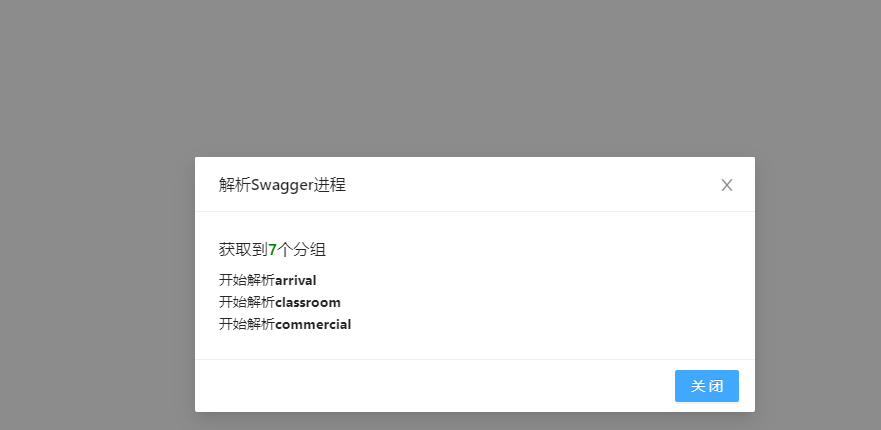 解析Swagger进程
获取到7个分组
开始解析arrival
开始解析classroom
开始解析commercial
关 闭